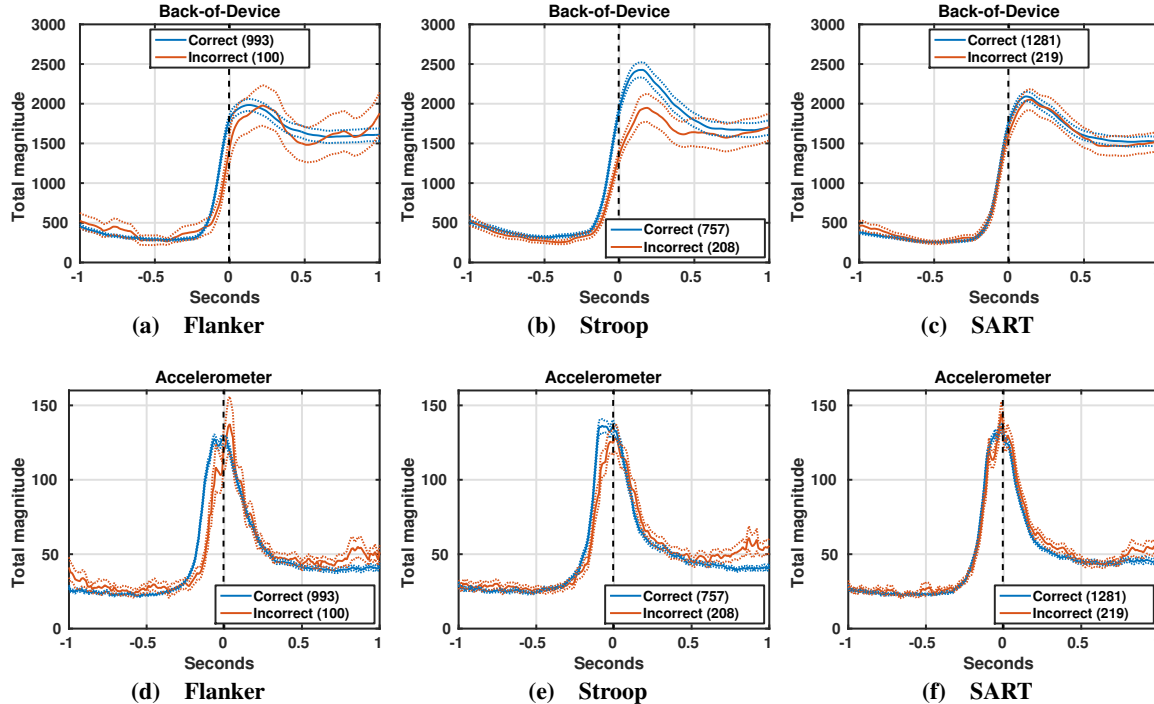 Back-of-Device
3000
2500
2000
1500
1000
500
0
Total magnitude
Correct (993)
Incorrect (100)
-1
-0.5
0
0.5
1
Seconds
(a) Flanker
Back-of-Device
3000
2500
2000
1500
1000
500
0
Total magnitude
Correct (757)
Incorrect (208)
-1
-0.5
0
0.5
1
Seconds
(b) Stroop
Back-of-Device
3000
2500
2000
1500
1000
500
0
Total magnitude
Correct (1281)
Incorrect (219)
-1
-0.5
0
0.5
Seconds
(c) SART
Accelerometer
150
100
50
0
Total magnitude
Correct (993)
Incorrect (100)
-1
-0.5
0
0.5
1
Seconds
(d) Flanker
Accelerometer
150
100
50
0
Total magnitude
Correct (757)
Incorrect (208)
-1
-0.5
0
0.5
1
Seconds
(e) Stroop
Accelerometer
150
100
50
0
Total magnitude
Correct (1281)
Incorrect (219)
-1
-0.5
0
0.5
Seconds
(f) SART